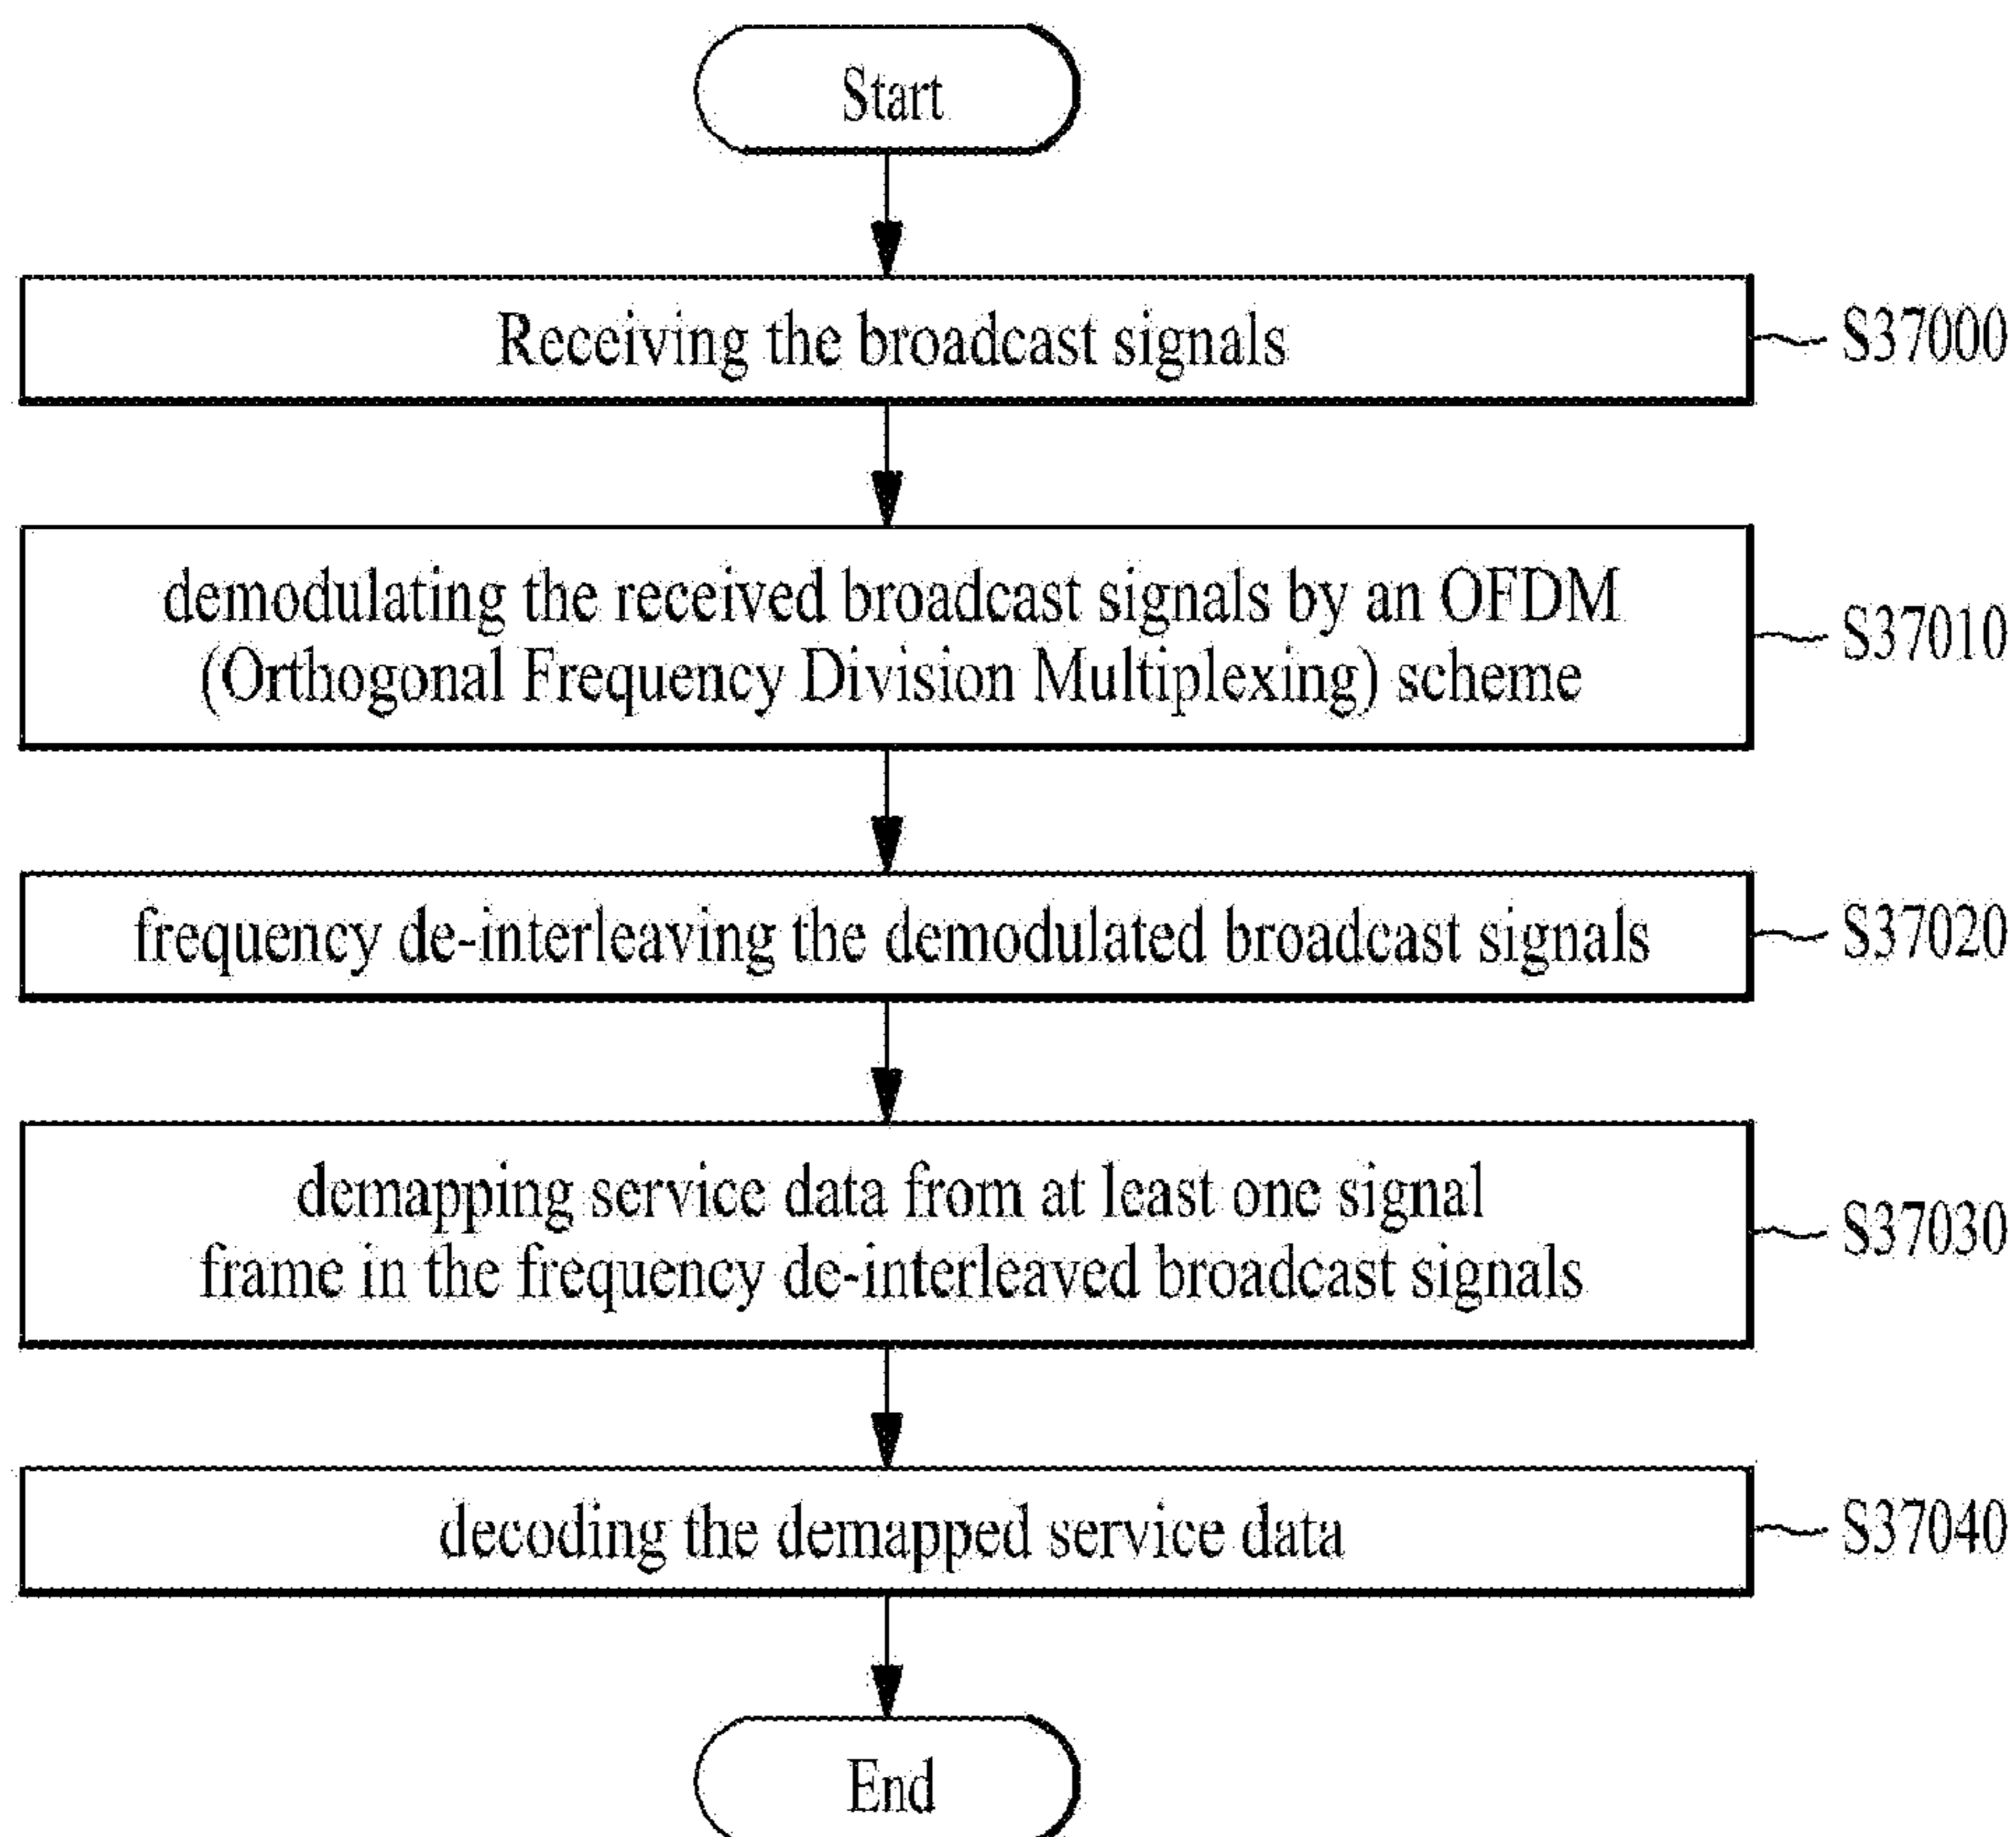 Start
Receiving the broadcast signals
S37000
demodulating the received broadcast signals by an OFDM
(Orthogonal Frequency Division Multiplexing) scheme
S37010
frequency de-interleaving the demodulated broadcast signals
S37020
demapping service data from at least one signal
frame in the frequency de-interleaved broadcast signals
S37030
decoding the demapped service data
S37040
End